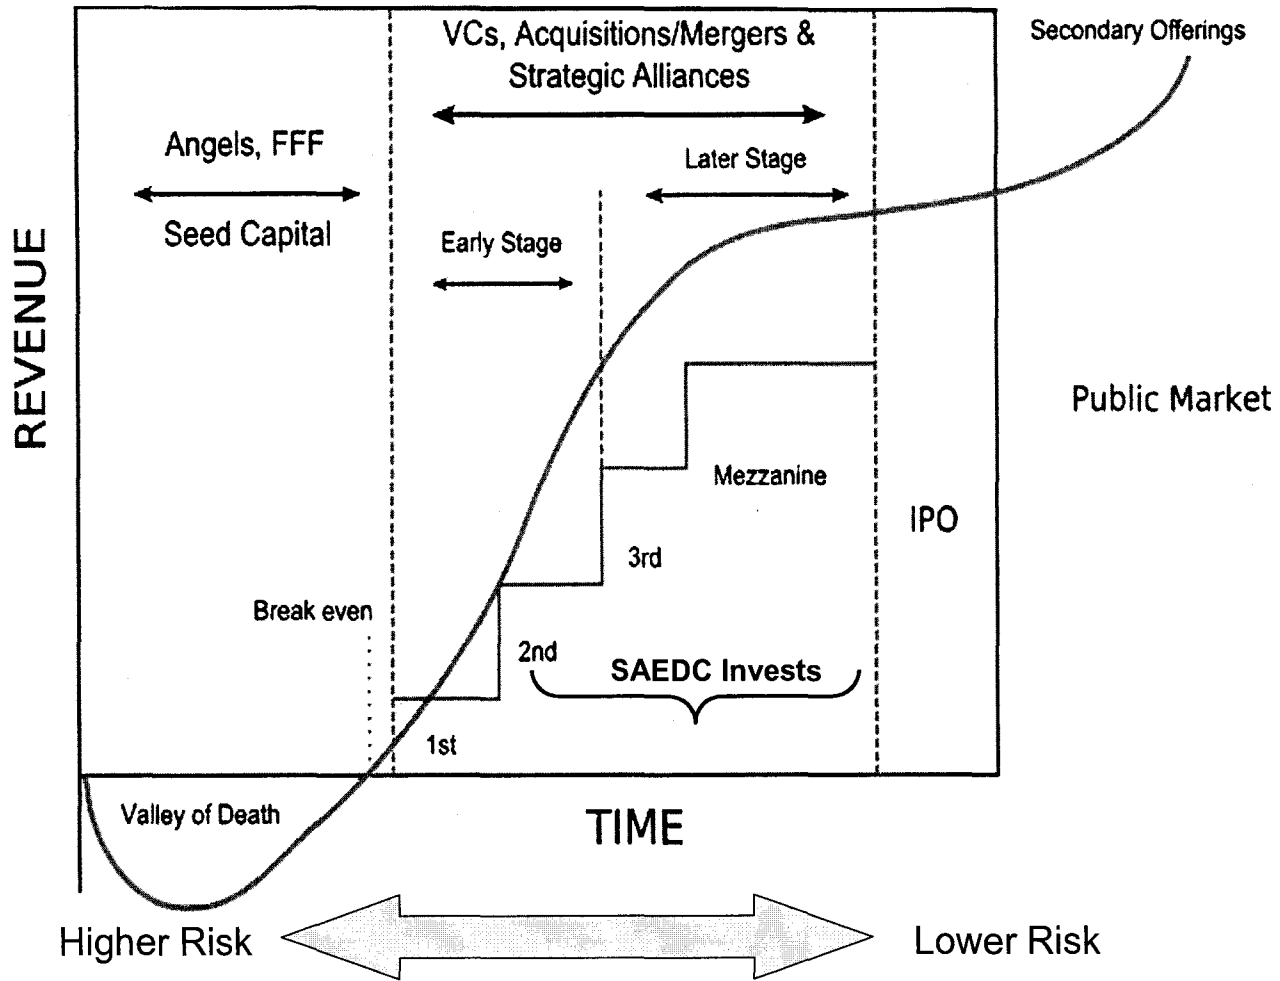 VCs, Acquisitions/Mergers &
Strategic Alliances
Secondary Offerings
Angels, FFF
Later Stage
Seed Capital
Early Stage
REVENUE
Public Market
Mezzanine
IPO
3rd
Break even
2nd
SAEDC Invests
1st
Valley of Death
TIME
Higher Risk
Lower Risk